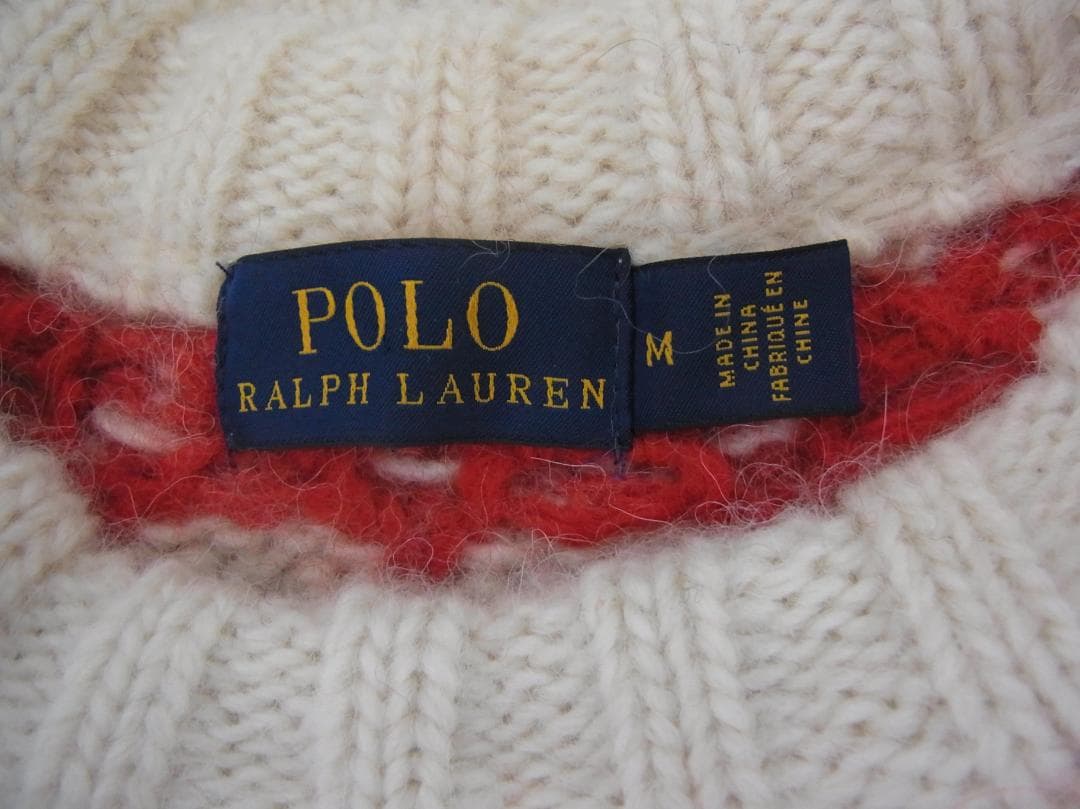 POLO
RALPH LAUREN
M
MADE IN
CHINA
FABRIQUÉ EN
CHINE